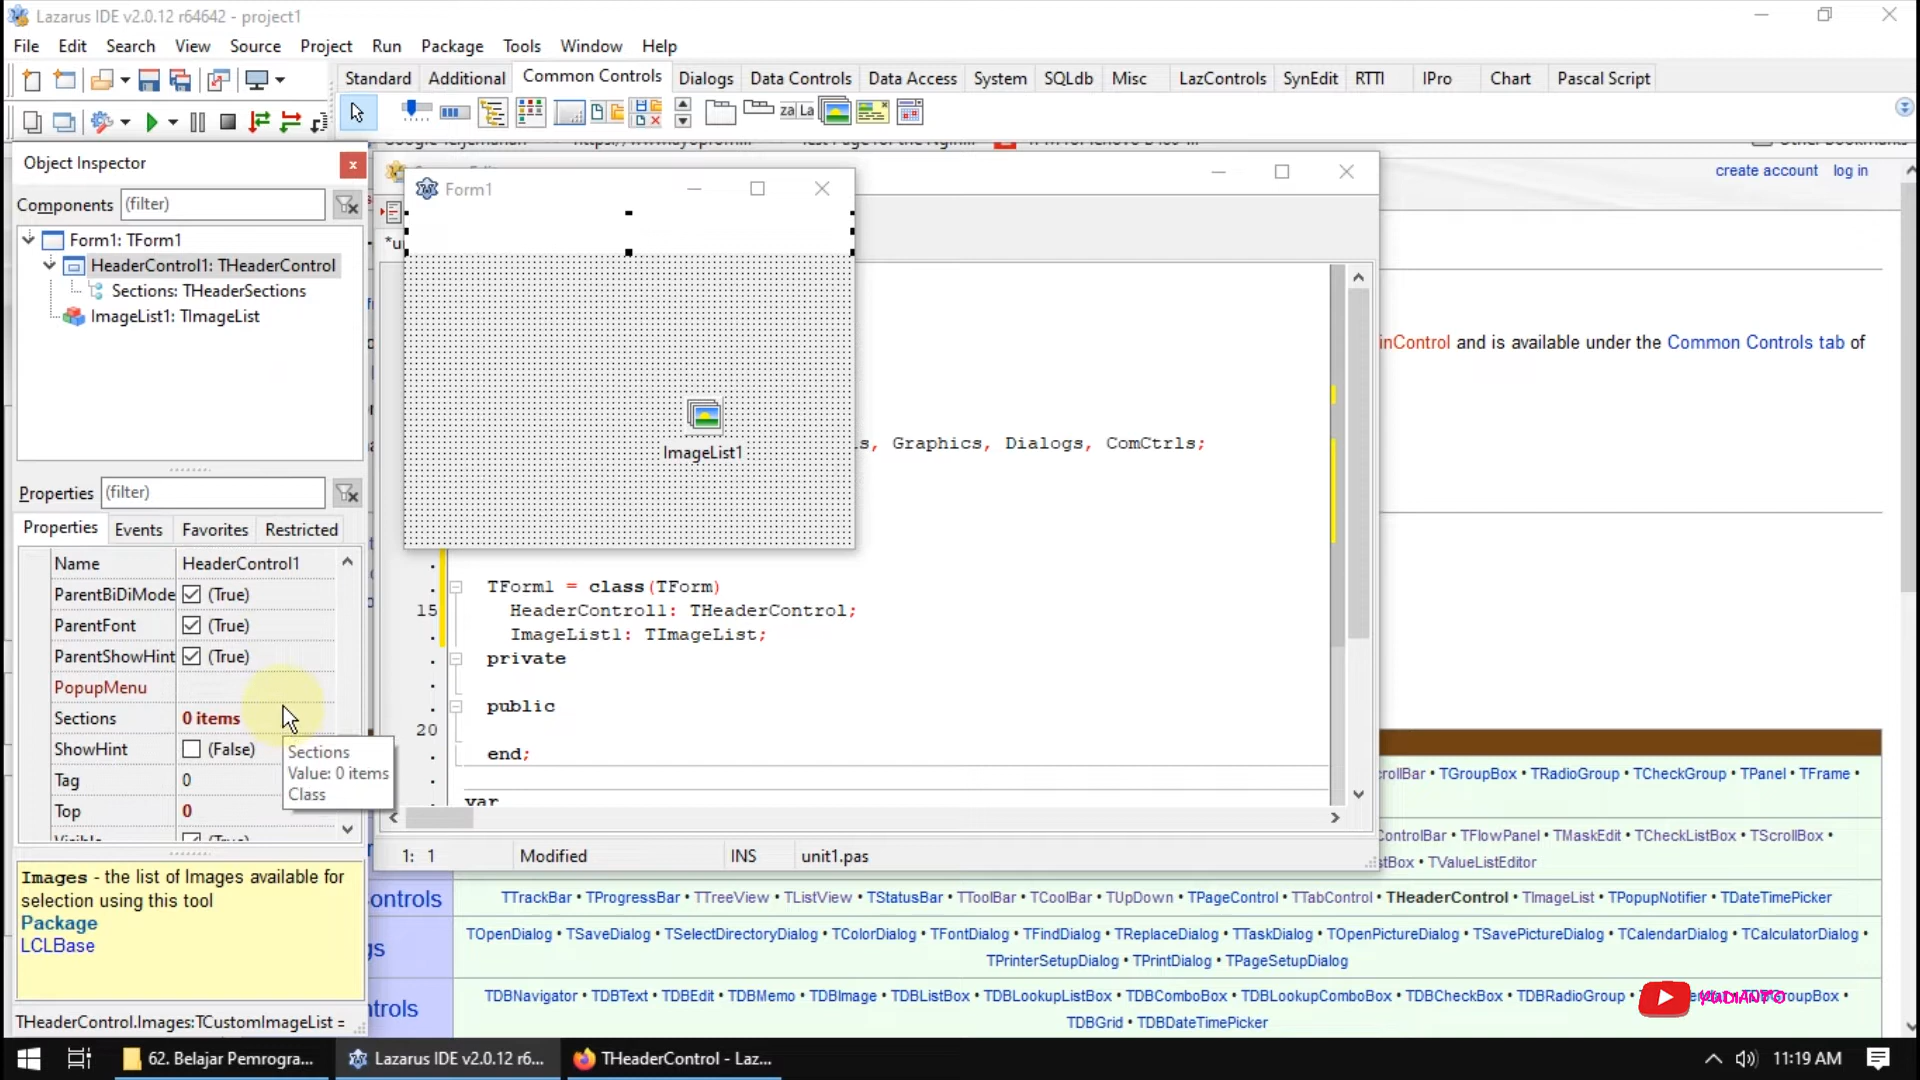 Lazarus IDE v2.0.12 r64642 - project1
File Edit Search View Source Project Run Package Tools Window Help
Standard Additional Common Controls Dialogs Data Controls Data Access System SQLdb Misc LazControls SynEdit RTTI IPro Chart Pascal Script
Object Inspector
create account log in
Components (filter)
Form1: TForm1
HeaderControl1: THeaderControl
Sections: THeaderSections
ImageList1: TImageList
Form1
ImageList1
inControl and is available under the Common Controls tab of
s, Graphics, Dialogs, ComCtrls;
Properties (filter)
Properties Events Favorites Restricted
Name HeaderControl1
ParentBiDiMode (True)
ParentFont (True)
ParentShowHint (True)
PopupMenu
Sections 0 items
ShowHint (False)
Tag 0
Top 0
Sections
Value: 0 items
Class
TForm1 = class(TForm)
15 HeaderControl1: THeaderControl;
ImageList1: TImageList;
private
public
20
end;
var
1: 1 Modified INS unit1.pas
Images - the list of Images available for
selection using this tool
Package
LCLBase
THeaderControl.Images:TCustomImageList =
crollBar • TGroupBox • TRadioGroup • TCheckGroup • TPanel • TFrame •
ControlBar • TFlowPanel • TMaskEdit • TCheckListBox • TScrollBox •
stBox • TValueListEditor
ontrols TTrackBar • TProgressBar • TTreeView • TListView • TStatusBar • TToolBar • TCoolBar • TUpDown • TPageControl • TTabControl • THeaderControl • TImageList • TPopupNotifier • TDateTimePicker
gs TOpenDialog • TSaveDialog • TSelectDirectoryDialog • TColorDialog • TFontDialog • TFindDialog • TReplaceDialog • TTaskDialog • TOpenPictureDialog • TSavePictureDialog • TCalendarDialog • TCalculatorDialog •
TPrinterSetupDialog • TPrintDialog • TPageSetupDialog
ntrols TDBNavigator • TDBText • TDBEdit • TDBMemo • TDBImage • TDBListBox • TDBLookupListBox • TDBComboBox • TDBLookupComboBox • TDBCheckBox • TDBRadioGroup • GroupBox •
TDBGrid • TDBDateTimePicker
YUDIANTO
62. Belajar Pemrogra... Lazarus IDE v2.0.12 r6... THeaderControl - Laz... 11:19 AM